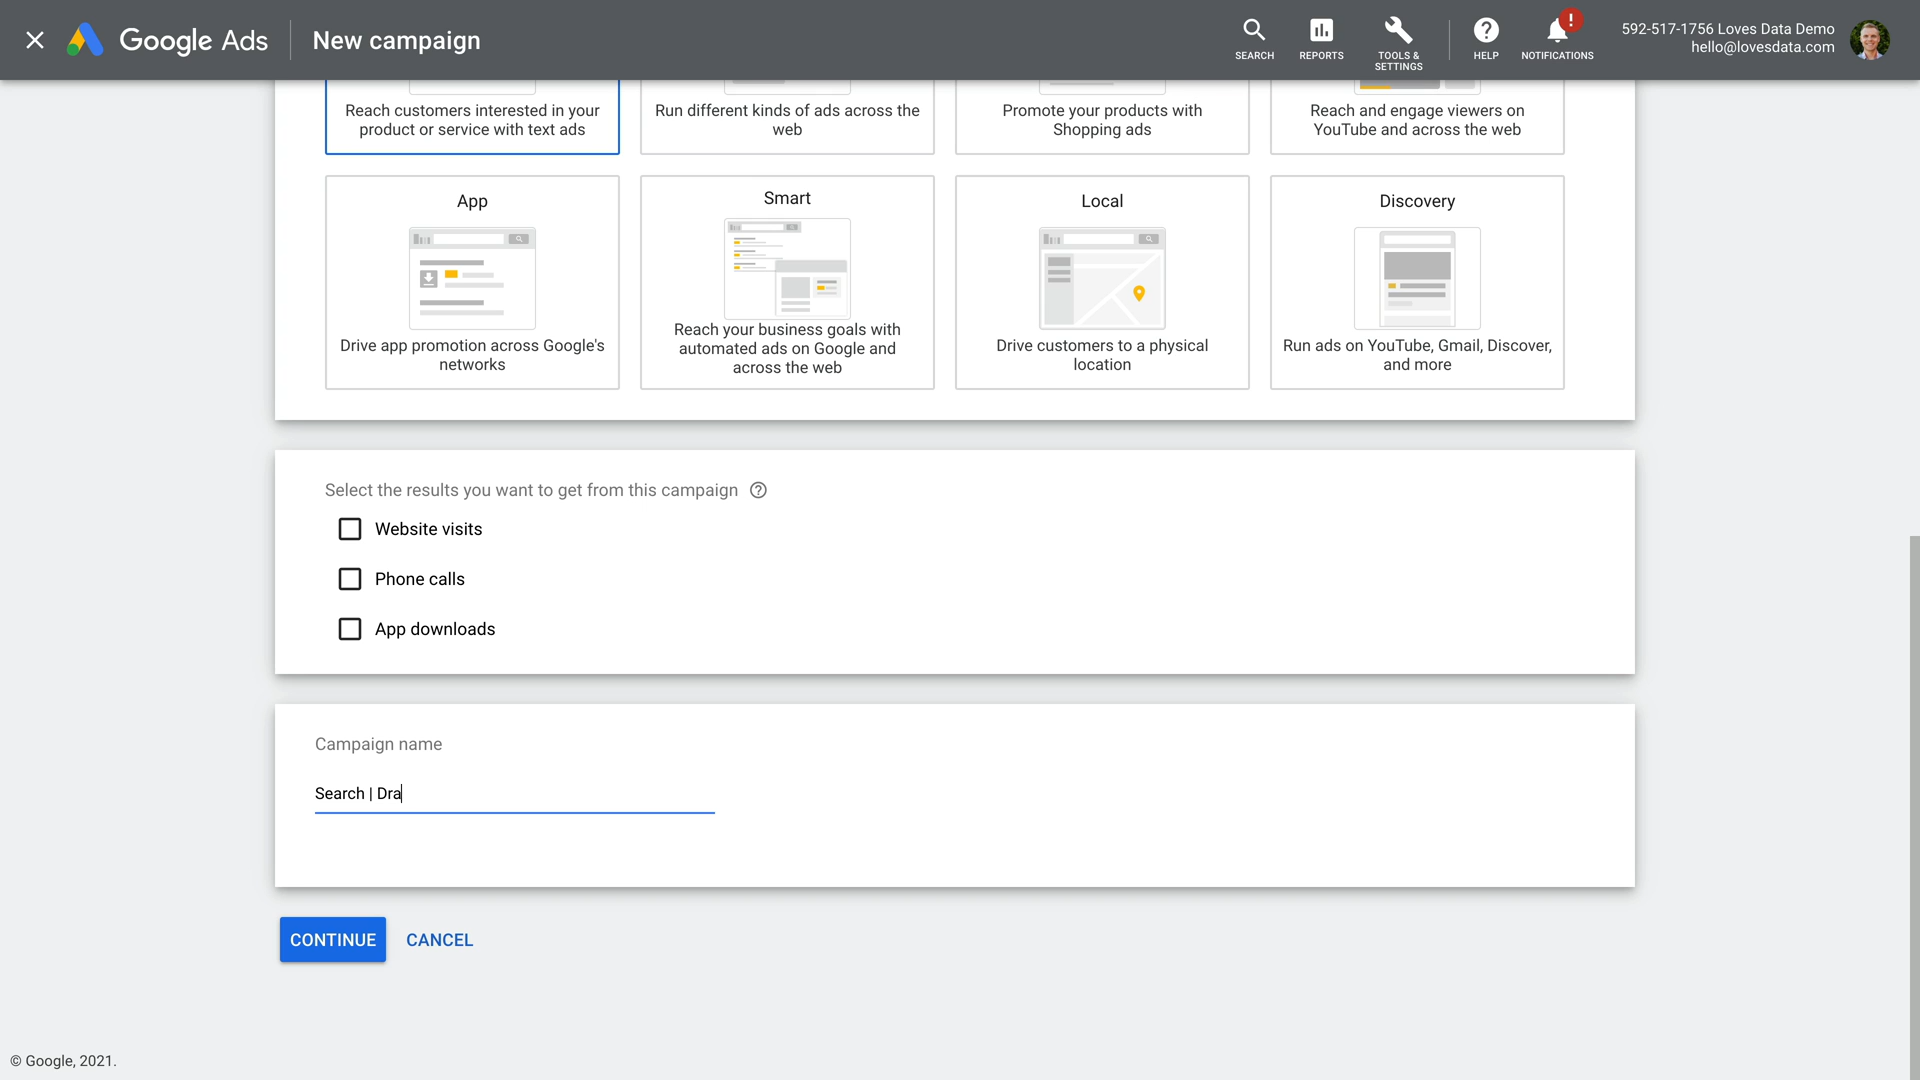 Google Ads New campaign
SEARCH
REPORTS
TOOLS &
SETTINGS
HELP
!
NOTIFICATIONS
592-517-1756 Loves Data Demo
hello@lovesdata.com
Reach customers interested in your
product or service with text ads
Run different kinds of ads across the
web
Promote your products with
Shopping ads
Reach and engage viewers on
YouTube and across the web
App
Drive app promotion across Google's
networks
Smart
Reach your business goals with
automated ads on Google and
across the web
Local
Drive customers to a physical
location
Discovery
Run ads on YouTube, Gmail, Discover,
and more
Select the results you want to get from this campaign
Website visits
Phone calls
App downloads
Campaign name
Search | Dra
CONTINUE CANCEL
© Google, 2021.